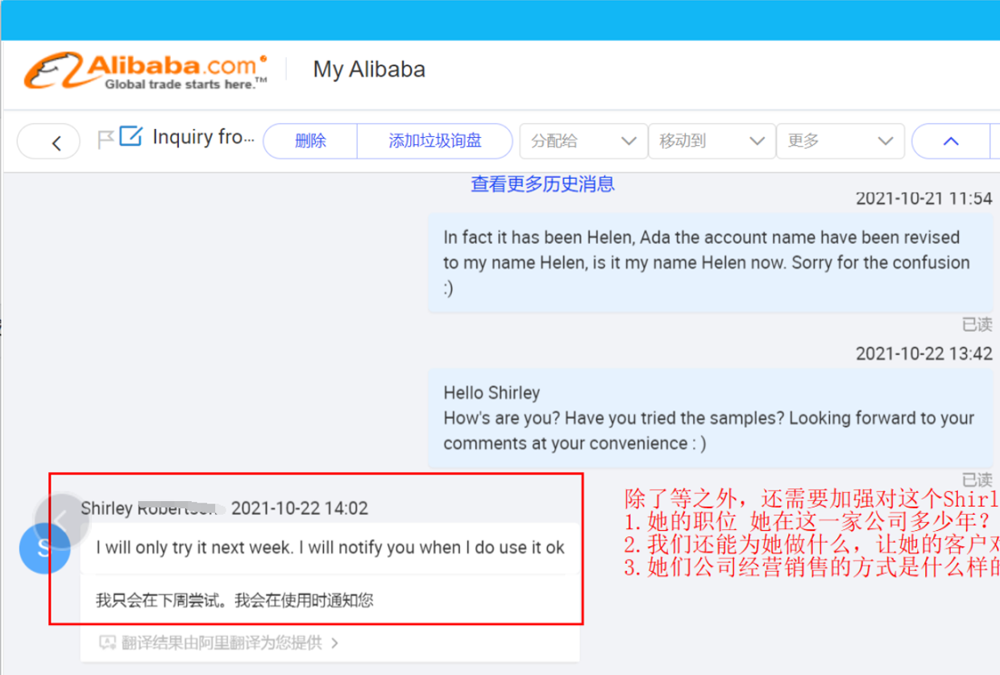 Alibaba.com
Global trade starts here.™
My Alibaba
Inquiry fro...
删除
添加垃圾询盘
分配给
移动到
更多
查看更多历史消息
2021-10-21 11:54
In fact it has been Helen, Ada the account name have been revised
to my name Helen, is it my name Helen now. Sorry for the confusion
:)
已读
2021-10-22 13:42
Hello Shirley
How's are you? Have you tried the samples? Looking forward to your
comments at your convenience : )
已读
Shirley 2021-10-22 14:02
S
I will only try it next week. I will notify you when I do use it ok
我只会在下周尝试。我会在使用时通知您
翻译结果由阿里翻译为您提供
除了等之外，还需要加强对这个Shirl
1.她的职位 她在这一家公司多少年？
2.我们还能为她做什么，让她的客户
3.她们公司经营销售的方式是什么样的